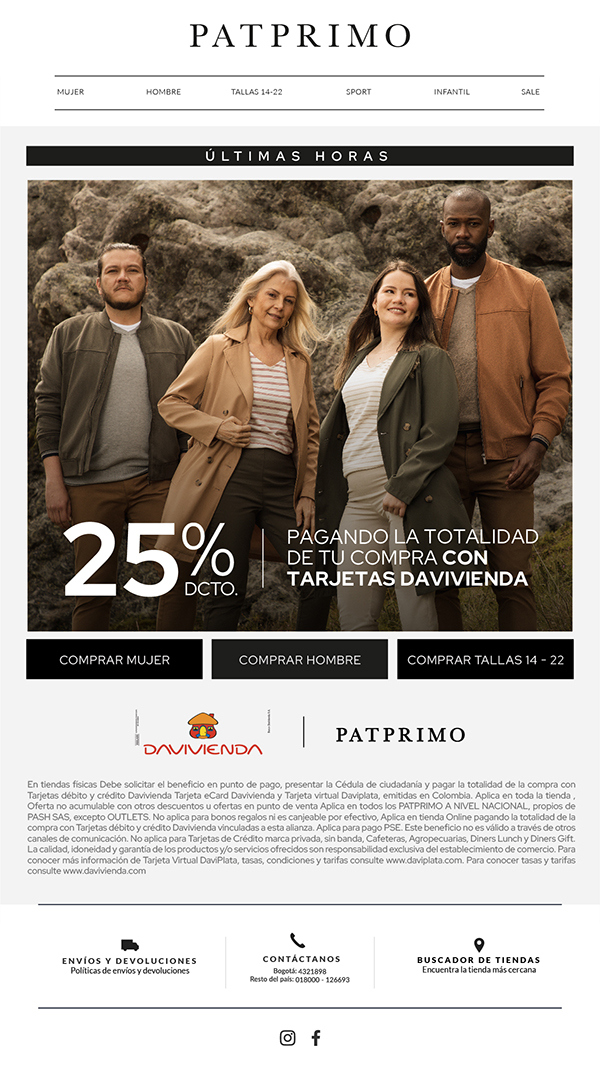 PATPRIMO
MUJER HOMBRE TALLAS 14-22 SPORT INFANTIL SALE
ÚLTIMAS HORAS
25% DCTO.
PAGANDO LA TOTALIDAD
DE TU COMPRA CON
TARJETAS DAVIVIENDA
COMPRAR MUJER COMPRAR HOMBRE COMPRAR TALLAS 14 - 22
DAVIVIENDA PATPRIMO
En tiendas físicas Debe solicitar el beneficio en punto de pago, presentar la Cédula de ciudadanía y pagar la totalidad de la compra con
Tarjetas débito y crédito Davivienda Tarjeta eCard Davivienda y Tarjeta virtual Daviplata, emitidas en Colombia. Aplica en toda la tienda ,
Oferta no acumulable con otros descuentos u ofertas en punto de venta Aplica en todos los PATPRIMO A NIVEL NACIONAL, propios de
PASH SAS, excepto OUTLETS. No aplica para bonos regalos ni es canjeable por efectivo, Aplica en tienda Online pagando la totalidad de la
compra con Tarjetas débito y crédito Davivienda vinculadas a esta alianza. Aplica para pago PSE. Este beneficio no es válido a través de otros
canales de comunicación. No aplica para Tarjetas de Crédito marca privada, sin banda, Cafeteras, Agropecuarias, Diners Lunch y Diners Gift.
La calidad, idoneidad y garantía de los productos y/o servicios ofrecidos son responsabilidad exclusiva del establecimiento de comercio. Para
conocer más información de Tarjeta Virtual DaviPlata, tasas, condiciones y tarifas consulte www.daviplata.com. Para conocer tasas y tarifas
consulte www.davivienda.com
ENVÍOS Y DEVOLUCIONES
Políticas de envíos y devoluciones
CONTÁCTANOS
Bogotá: 4321898
Resto del país: 018000 - 126693
BUSCADOR DE TIENDAS
Encuentra la tienda más cercana